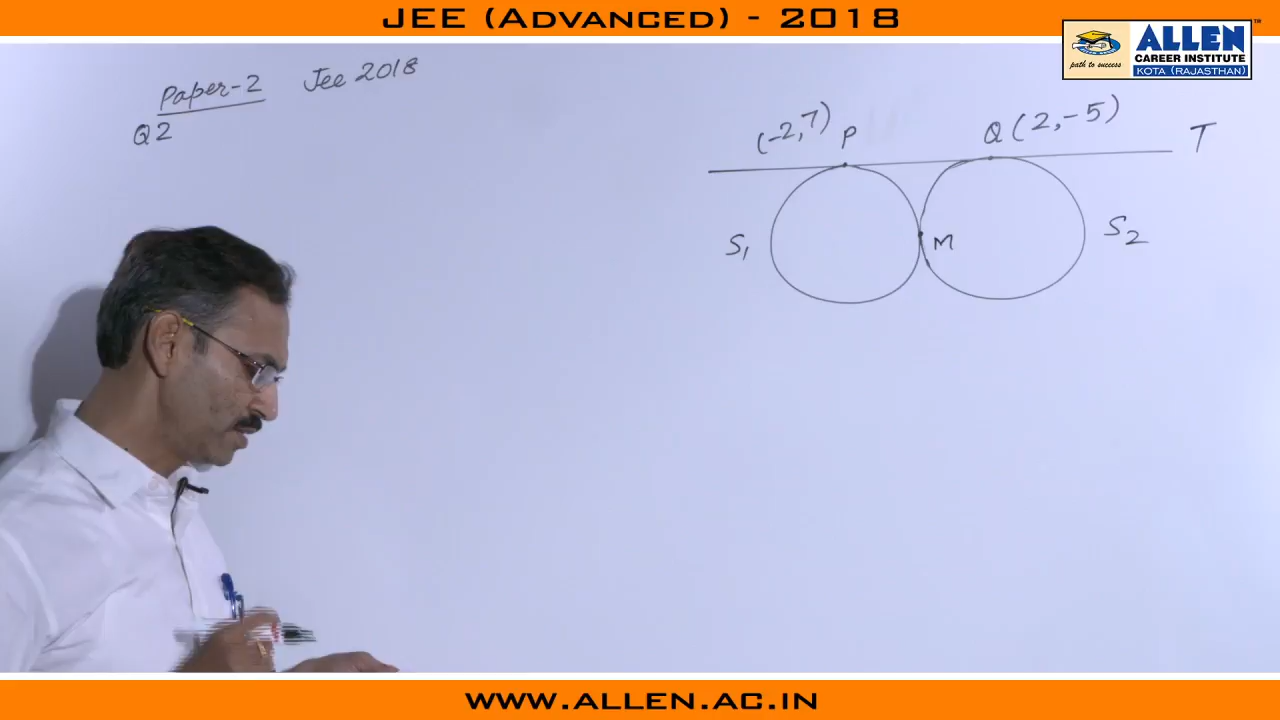 JEE (ADVANCED) - 2018
ALLEN
CAREER INSTITUTE
KOTA (RAJASTHAN)
path to success
TM
Paper-2 Jee 2018
Q2
(-2,7) P
Q (2,-5)
T
S1
M
S2
WWW.ALLEN.AC.IN